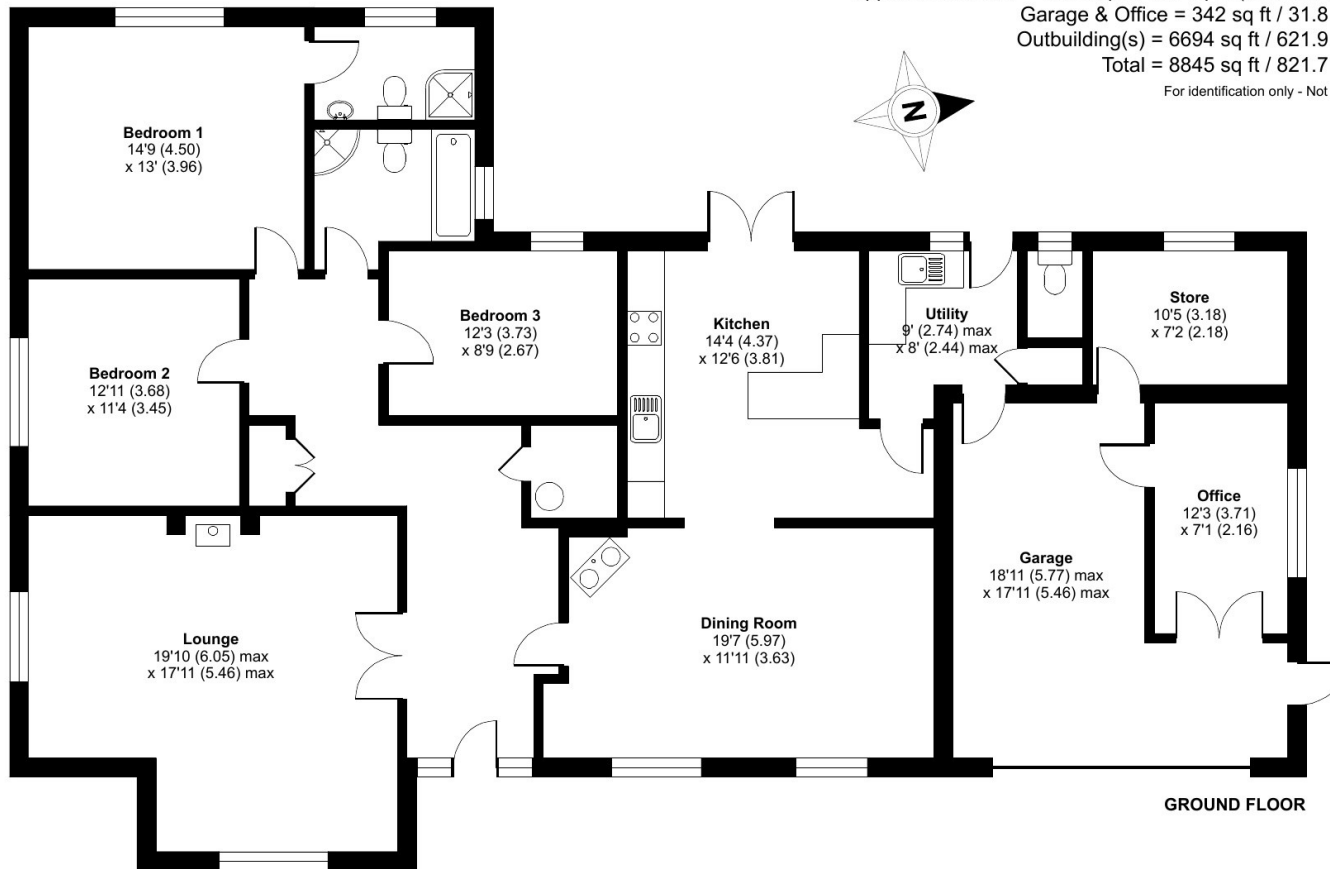 Garage & Office = 342 sq ft / 31.8
Outbuilding(s) = 6694 sq ft / 621.9
Total = 8845 sq ft / 821.7
For identification only - Not
N
Bedroom 1
14'9 (4.50)
x 13' (3.96)
Bedroom 3
12'3 (3.73)
x 8'9 (2.67)
Kitchen
14'4 (4.37)
x 12'6 (3.81)
Utility
9' (2.74) max
x 8' (2.44) max
Store
10'5 (3.18)
x 7'2 (2.18)
Bedroom 2
12'11 (3.68)
x 11'4 (3.45)
Office
12'3 (3.71)
x 7'1 (2.16)
Garage
18'11 (5.77) max
x 17'11 (5.46) max
Lounge
19'10 (6.05) max
x 17'11 (5.46) max
Dining Room
19'7 (5.97)
x 11'11 (3.63)
GROUND FLOOR